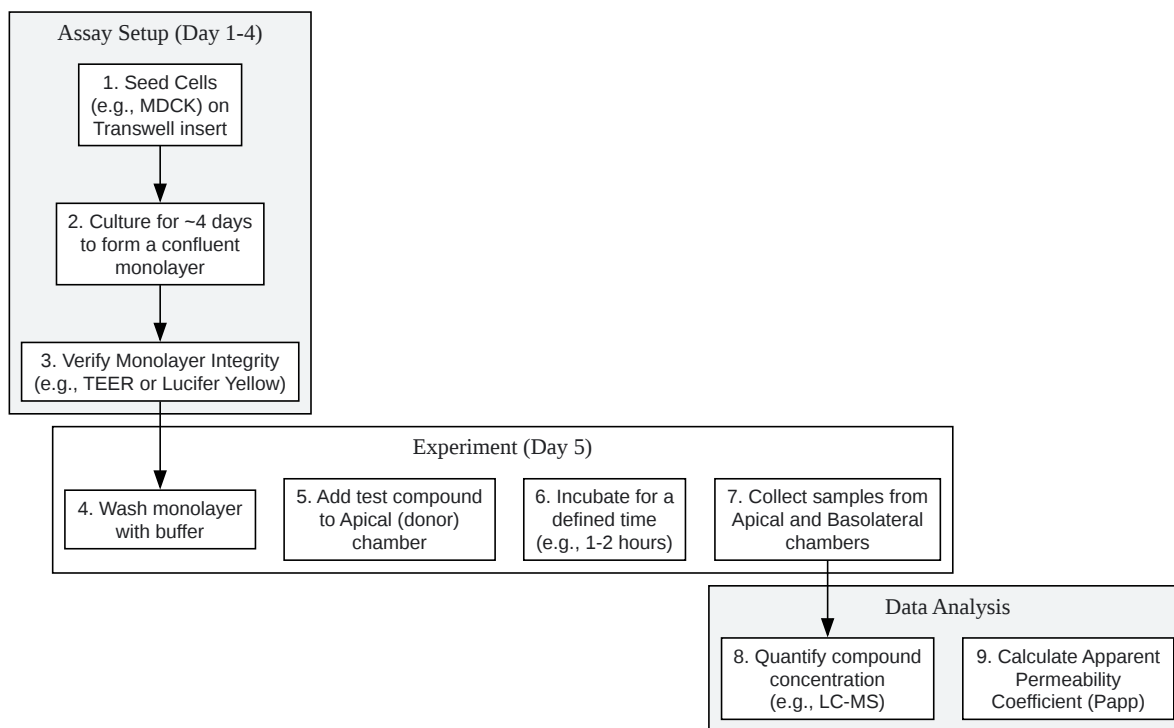 Assay Setup (Day 1-4)
1. Seed Cells
(e.g., MDCK) on
Transwell insert
2. Culture for ~4 days
to form a confluent
monolayer
3. Verify Monolayer Integrity
(e.g., TEER or Lucifer Yellow)
Experiment (Day 5)
4. Wash monolayer
with buffer
5. Add test compound
to Apical (donor)
chamber
6. Incubate for a
defined time
(e.g., 1-2 hours)
7. Collect samples from
Apical and Basolateral
chambers
Data Analysis
8. Quantify compound
concentration
(e.g., LC-MS)
9. Calculate Apparent
Permeability
Coefficient (Papp)